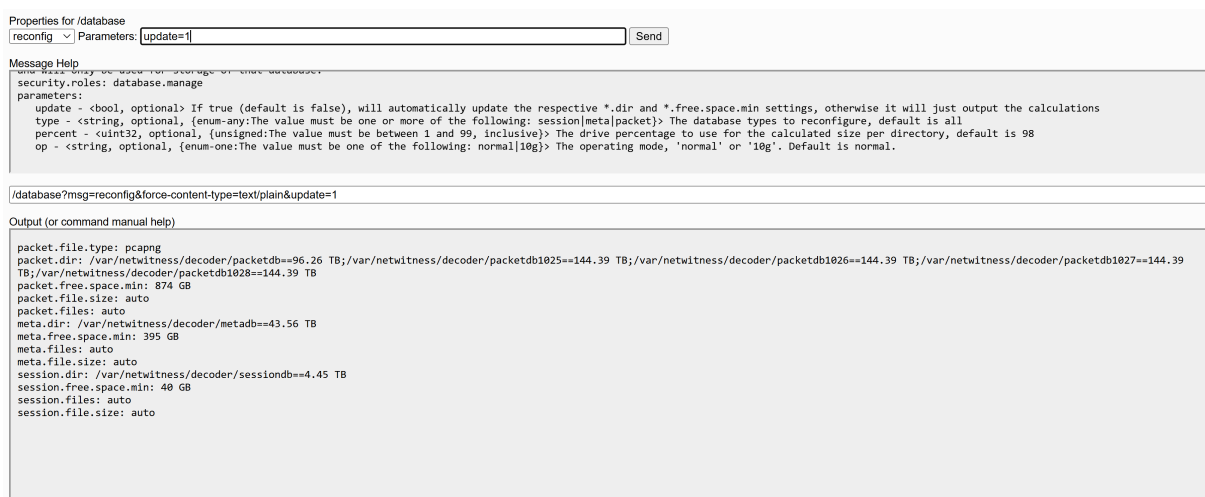 Properties for /database
reconfig Parameters: update=1 Send
Message Help
and will only be used for storage of that database.
security.roles: database.manage
parameters:
update - <bool, optional> If true (default is false), will automatically update the respective *.dir and *.free.space.min settings, otherwise it will just output the calculations
type - <string, optional, {enum-any:The value must be one or more of the following: session|meta|packet}> The database types to reconfigure, default is all
percent - <uint32, optional, {unsigned:The value must be between 1 and 99, inclusive}> The drive percentage to use for the calculated size per directory, default is 98
op - <string, optional, {enum-one:The value must be one of the following: normal|10g}> The operating mode, 'normal' or '10g'. Default is normal.
/database?msg=reconfig&force-content-type=text/plain&update=1
Output (or command manual help)
packet.file.type: pcapng
packet.dir: /var/netwitness/decoder/packetdb==96.26 TB;/var/netwitness/decoder/packetdb1025==144.39 TB;/var/netwitness/decoder/packetdb1026==144.39 TB;/var/netwitness/decoder/packetdb1027==144.39
TB;/var/netwitness/decoder/packetdb1028==144.39 TB
packet.free.space.min: 874 GB
packet.file.size: auto
packet.files: auto
meta.dir: /var/netwitness/decoder/metadb==43.56 TB
meta.free.space.min: 395 GB
meta.files: auto
meta.file.size: auto
session.dir: /var/netwitness/decoder/sessiondb==4.45 TB
session.free.space.min: 40 GB
session.files: auto
session.file.size: auto